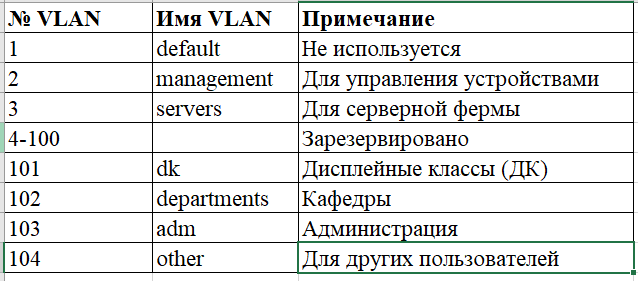 № VLAN Имя VLAN Примечание
1 default Не используется
2 management Для управления устройствами
3 servers Для серверной фермы
4-100 Зарезервировано
101 dk Дисплейные классы (ДК)
102 departments Кафедры
103 adm Администрация
104 other Для других пользователей